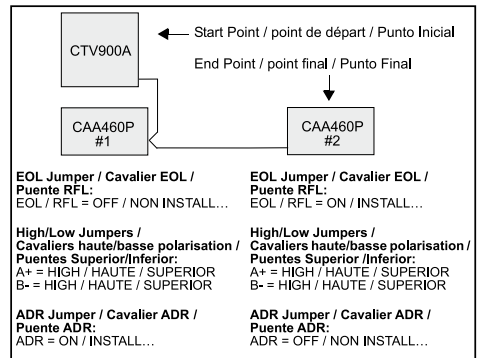 CTV900A
Start Point / point de départ / Punto Inicial
End Point / point final / Punto Final
CAA460P
#1
CAA460P
#2
EOL Jumper / Cavalier EOL /
Puente RFL:
EOL / RFL = OFF / NON INSTALL…
High/Low Jumpers /
Cavaliers haute/basse polarisation /
Puentes Superior/Inferior:
A+ = HIGH / HAUTE / SUPERIOR
B- = HIGH / HAUTE / SUPERIOR
ADR Jumper / Cavalier ADR /
Puente ADR:
ADR = ON / INSTALL…
EOL Jumper / Cavalier EOL /
Puente RFL:
EOL / RFL = ON / INSTALL…
High/Low Jumpers /
Cavaliers haute/basse polarisation /
Puentes Superior /Inferior:
A+ = HIGH / HAUTE / SUPERIOR
B- = HIGH / HAUTE / SUPERIOR
ADR Jumper / Cavalier ADR /
Puente ADR:
ADR = OFF / NON INSTALL…